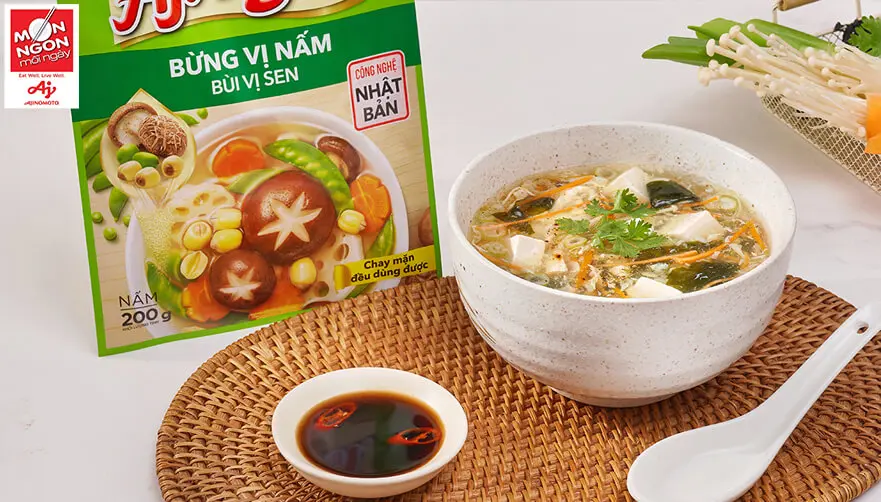 MÓN
NGON
mỗi ngày
Eat Well, Live Well.
AJINOMOTO
BỪNG VỊ NẤM
BÙI VỊ SEN
CÔNG NGHỆ
NHẬT
BẢN
Chay mặn
đều dùng được
NẤM
200g